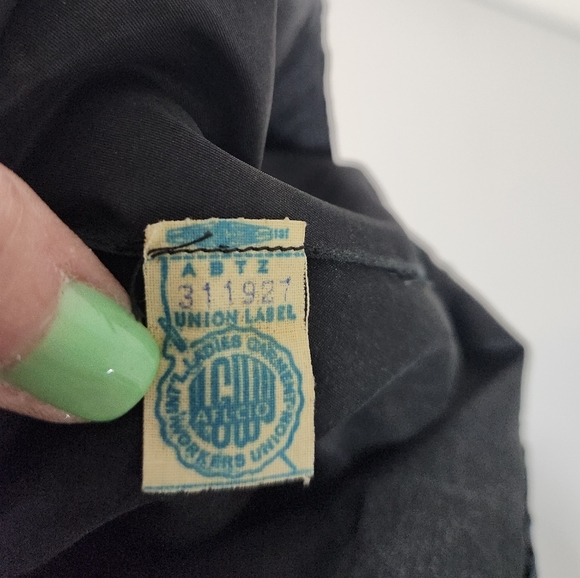 ABTZ
311927
UNION LABEL
INT'L LADIES GARMENT WORKERS UNION
ILGWU
AFL CIO